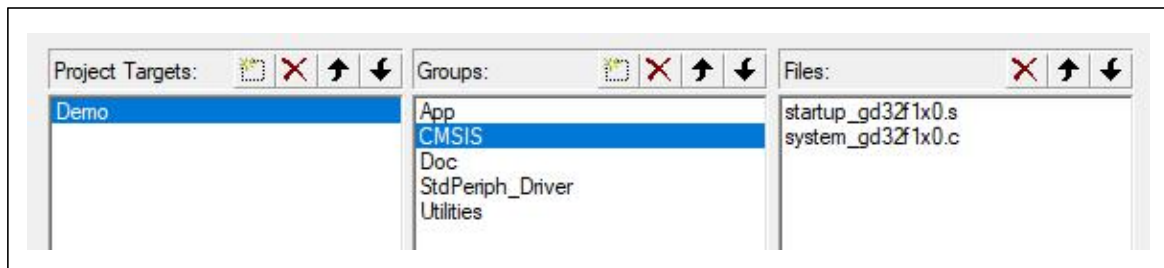 Project Targets:
Groups:
Files:
Demo
App
CMSIS
Doc
StdPeriph_Driver
Utilities
startup_gd32f1x0.s
system_gd32f1x0.c